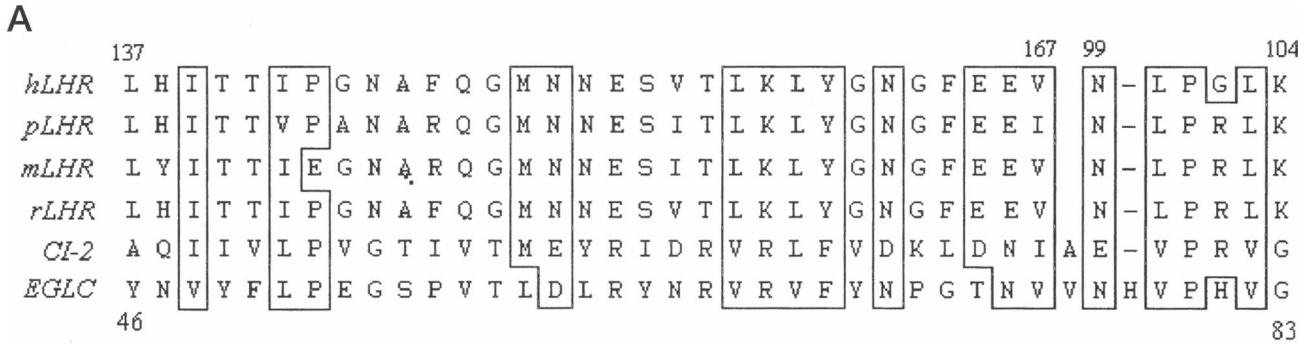 A
137 167 99 104
hLHR L H I T T I P G N A F Q G M N N E S V T L K L Y G N G F E E V N – L P G L K
pLHR L H I T T V P A N A R Q G M N N E S I T L K L Y G N G F E E I N – L P R L K
mLHR L Y I T T I E G N A R Q G M N N E S I T L K L Y G N G F E E V N – L P R L K
rLHR L H I T T I P G N A F Q G M N N E S V T L K L Y G N G F E E V N – L P R L K
CI-2 A Q I I V L P V G T I V T M E Y R I D R V R L F V D K L D N I A E – V P R V G
EGLC Y N V Y F L P E G S P V T L D L R Y N R V R V F Y N P G T N V V N H V P H V G
46 83